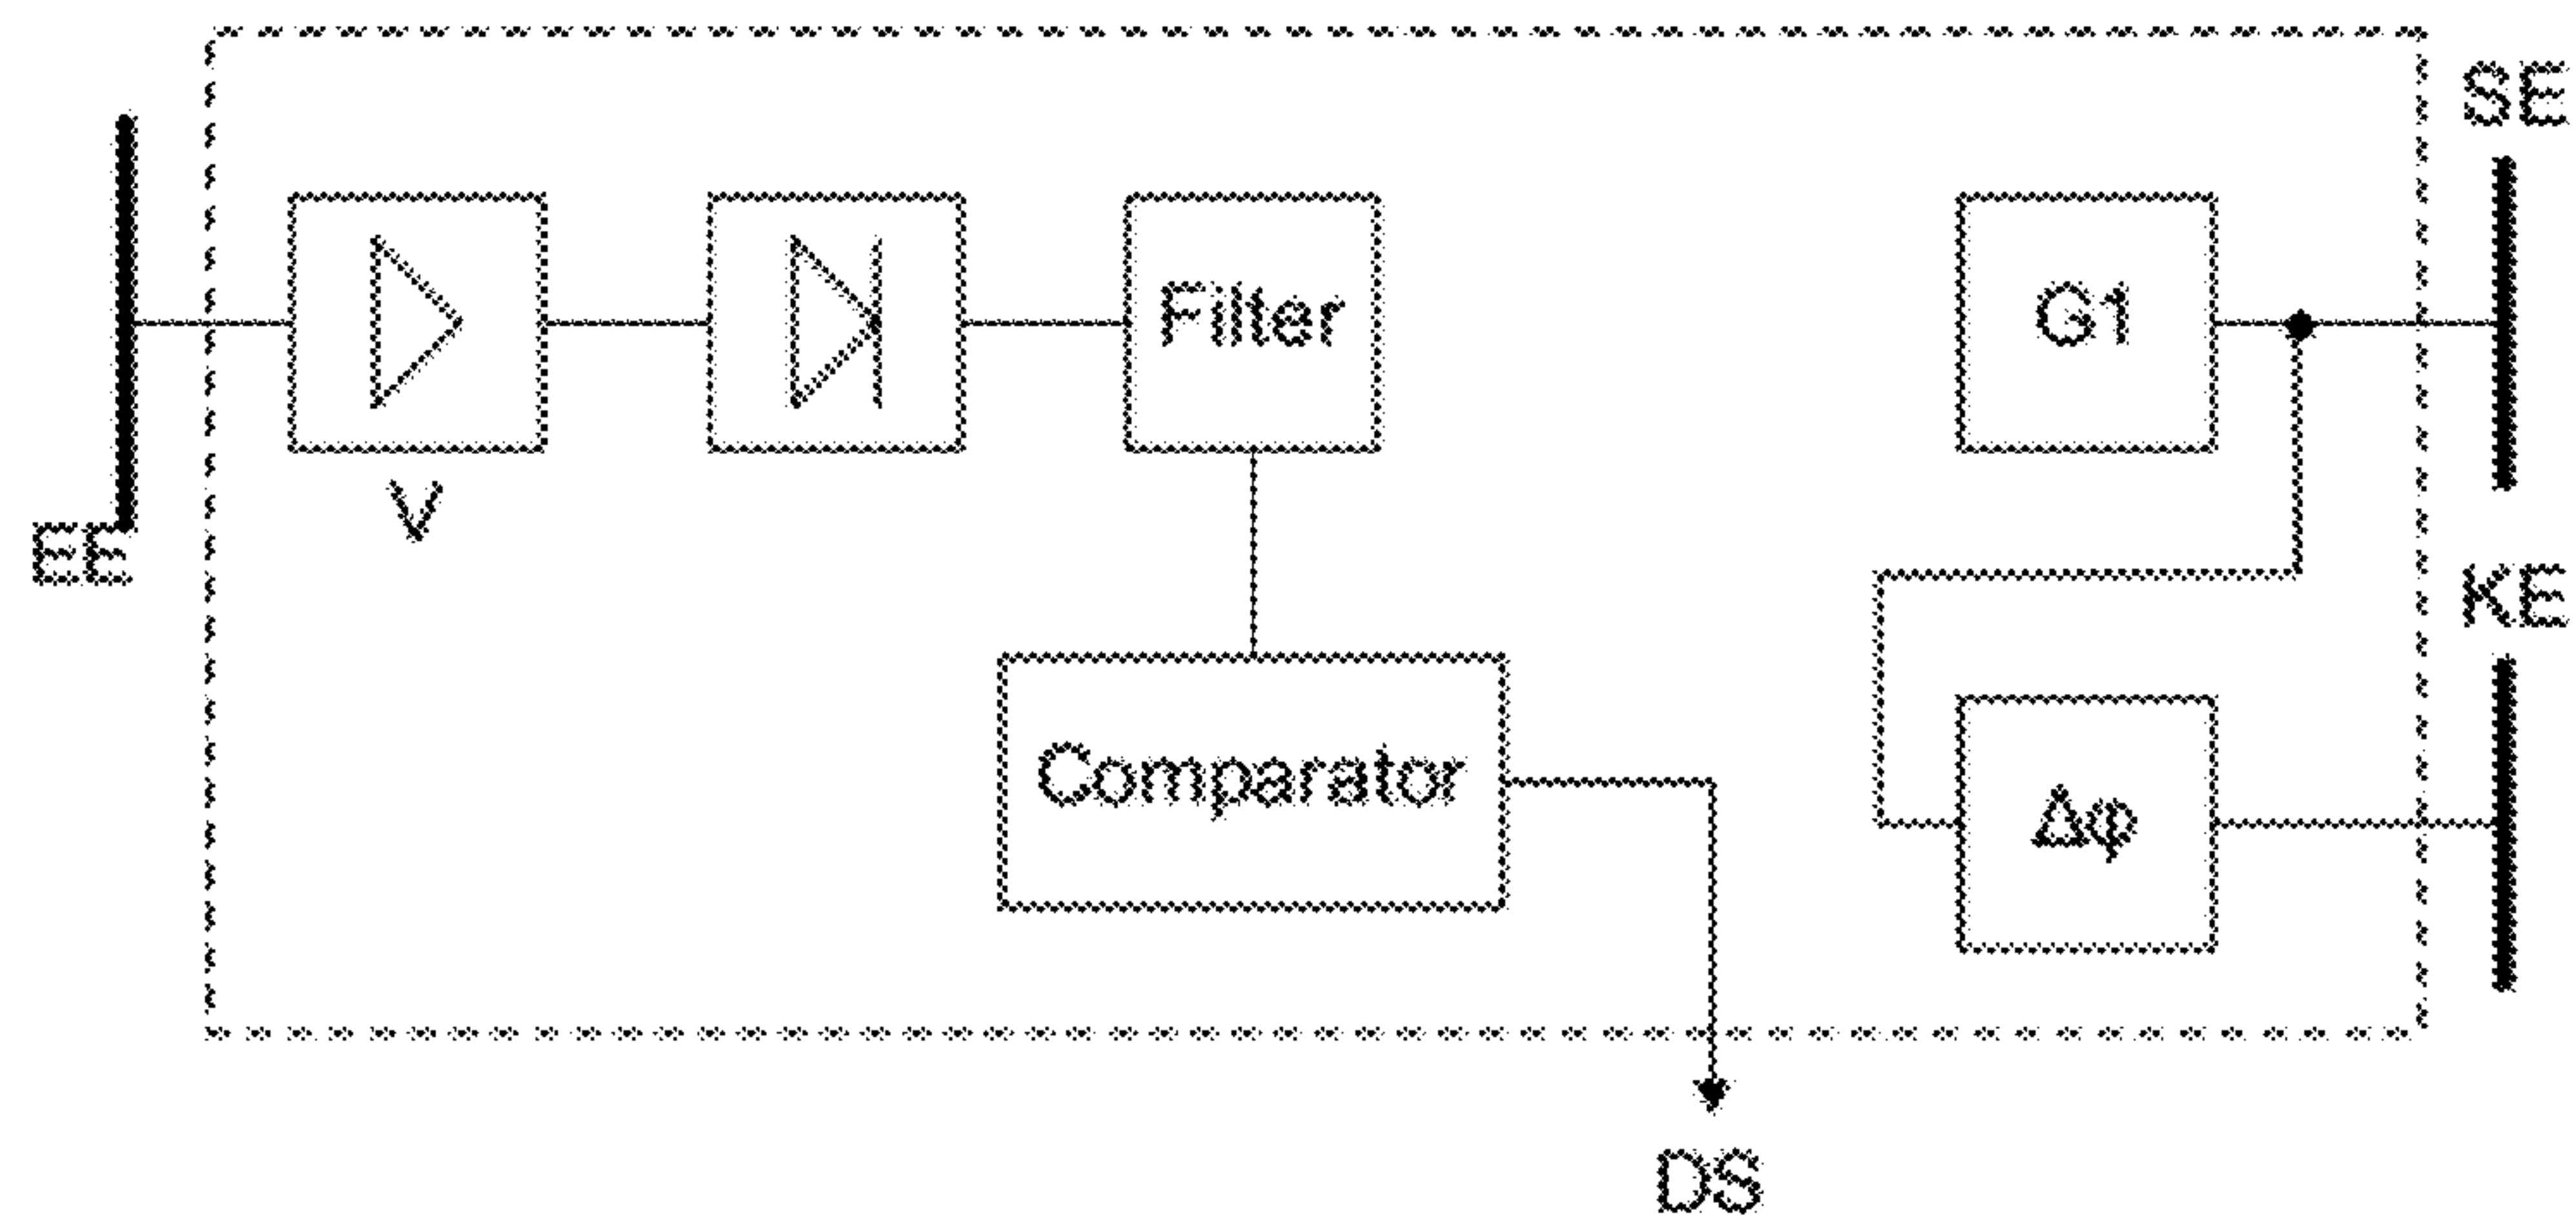 SE
Filter
G1
V
EE
KE
Comparator
Δφ
DS